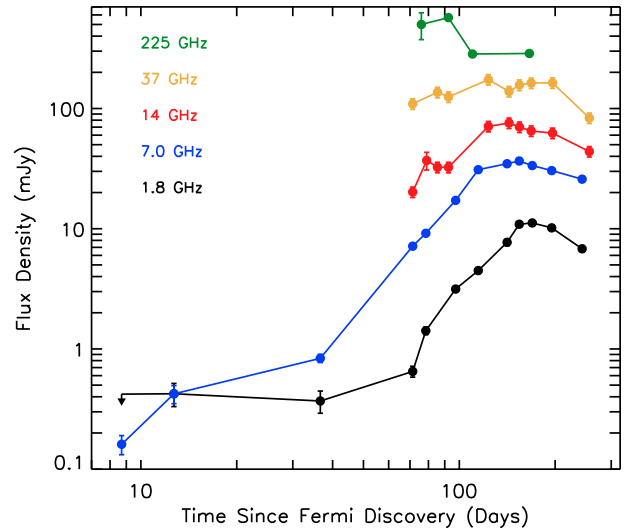 225 GHz
37 GHz
14 GHz
7.0 GHz
1.8 GHz
100
10
1
0.1
Flux Density (mJy)
10
100
Time Since Fermi Discovery (Days)